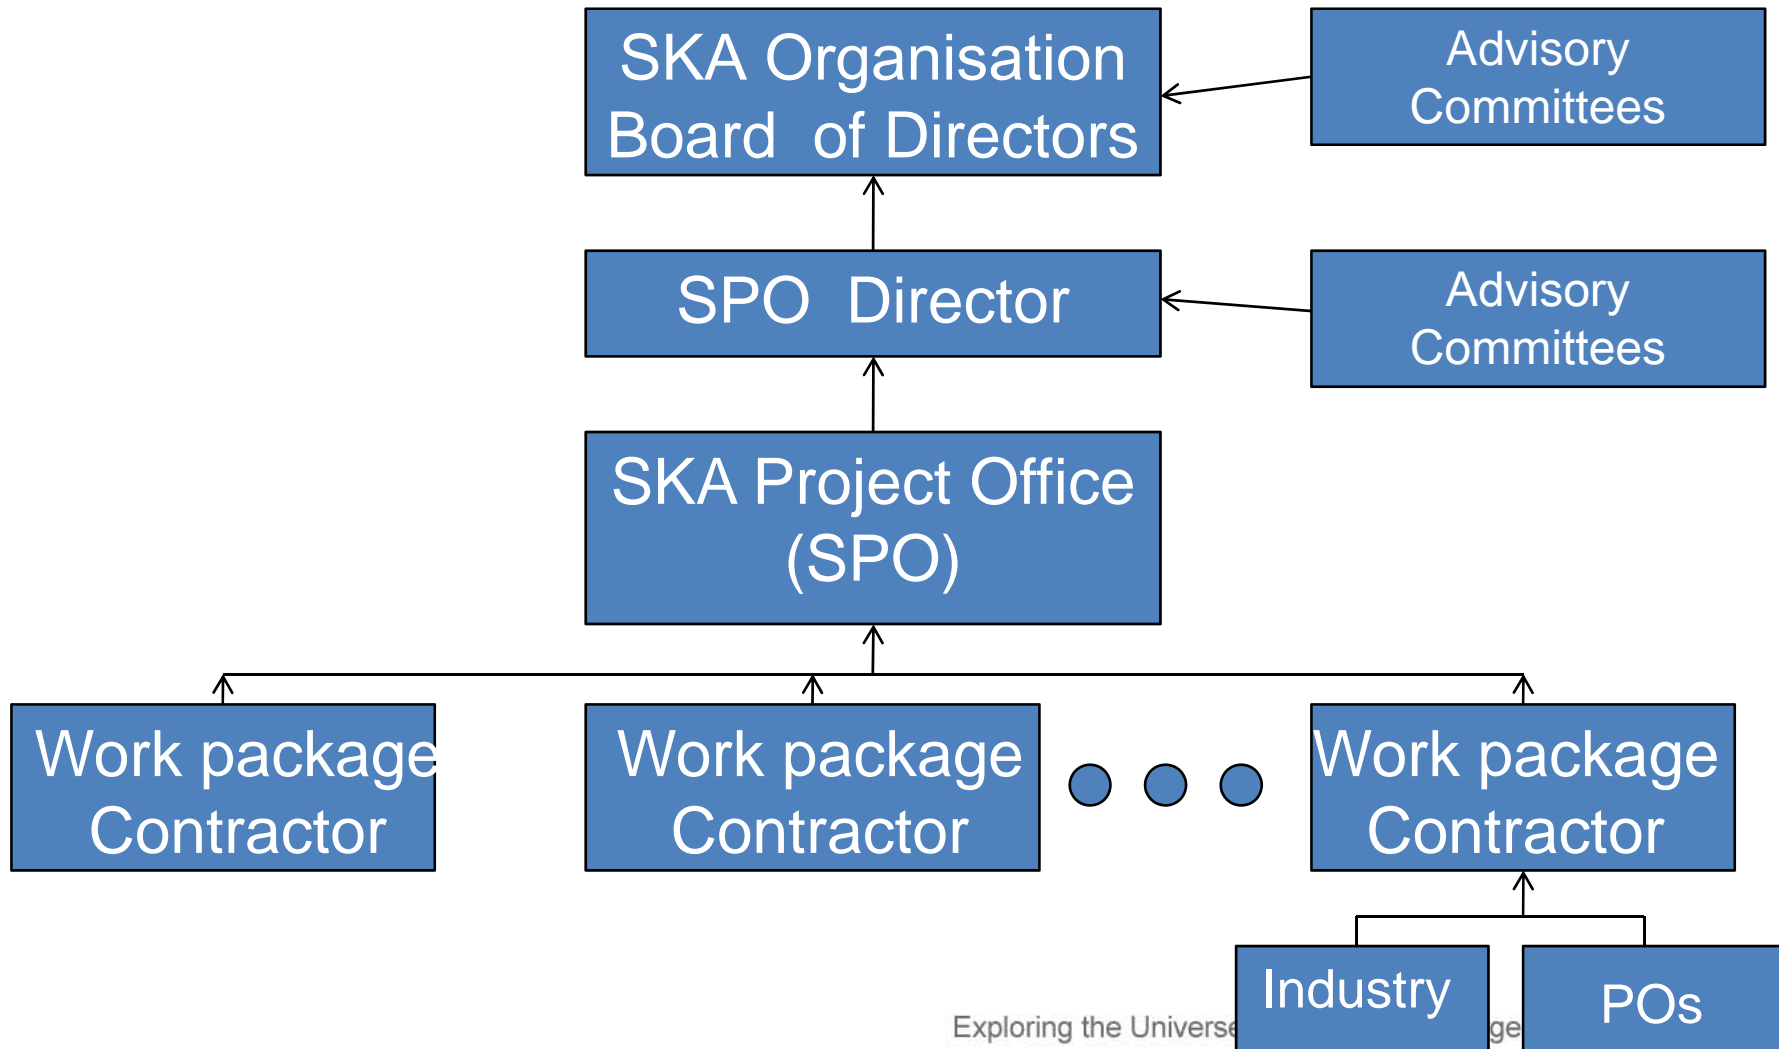 SKA Organisation
Board of Directors
Advisory
Committees
SPO Director
Advisory
Committees
SKA Project Office
(SPO)
Work package
Contractor
Work package
Contractor
Work package
Contractor
Industry
POs
Exploring the Universe